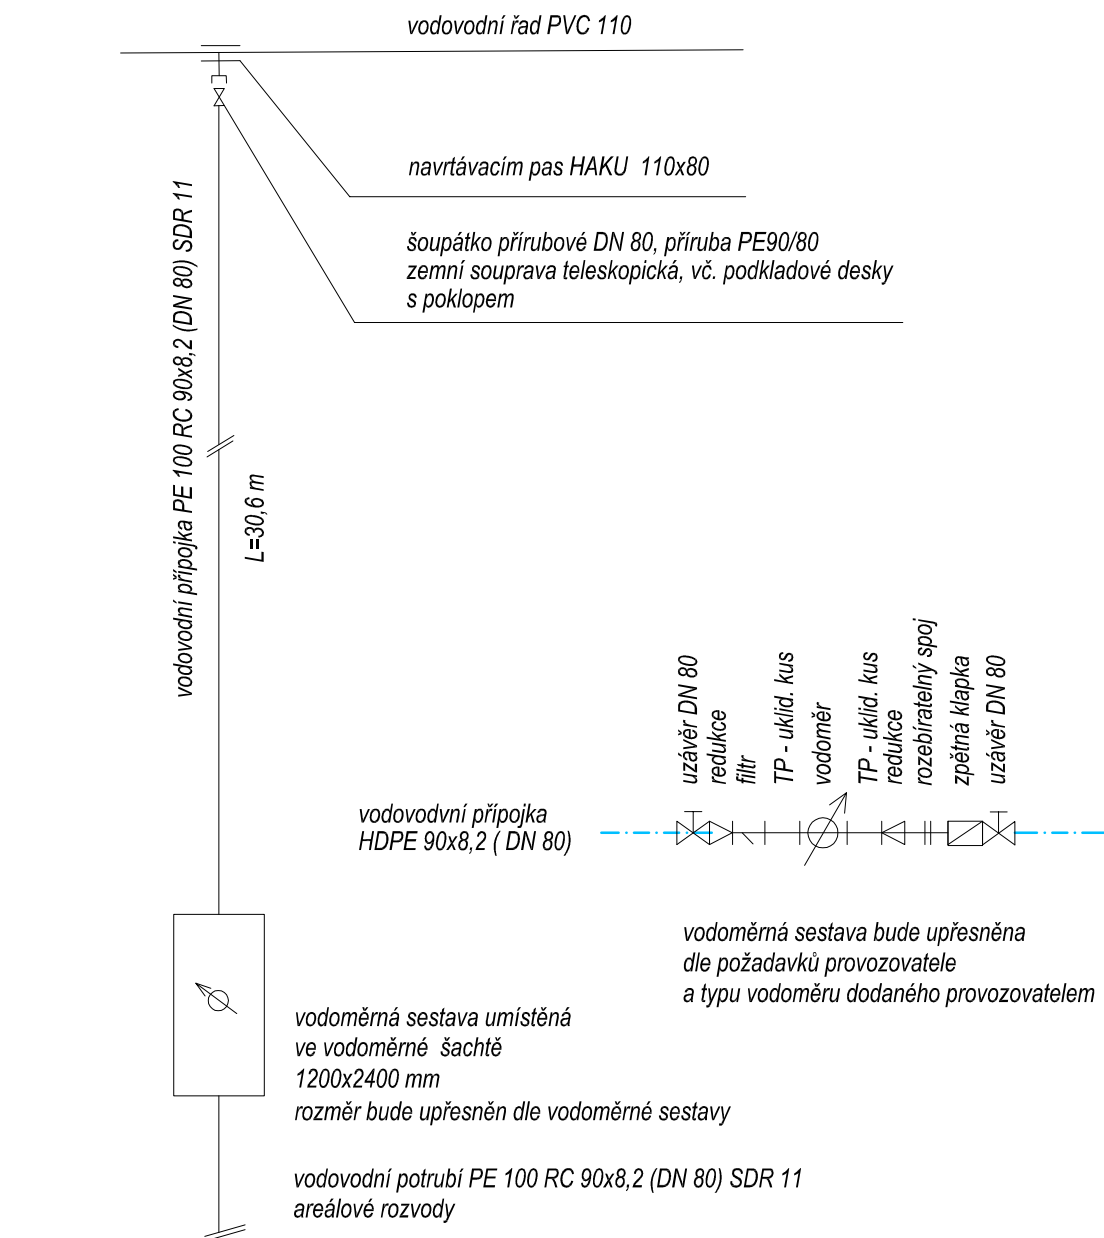 vodovodní řad PVC 110
navrtávacím pas HAKU 110x80
šoupátko přírubové DN 80, příruba PE90/80
zemní souprava teleskopická, vč. podkladové desky
s poklopem
vodovodní přípojka PE 100 RC 90x8,2 (DN 80) SDR 11
L=30,6 m
uzávěr DN 80
redukce
filtr
TP - uklid. kus
vodoměr
TP - uklid. kus
redukce
rozebíratelný spoj
zpětná klapka
uzávěr DN 80
vodovodvní přípojka
HDPE 90x8,2 ( DN 80)
vodoměrná sestava bude upřesněna
dle požadavků provozovatele
a typu vodoměru dodaného provozovatelem
vodoměrná sestava umístěná
ve vodoměrné šachtě
1200x2400 mm
rozměr bude upřesněn dle vodoměrné sestavy
vodovodní potrubí PE 100 RC 90x8,2 (DN 80) SDR 11
areálové rozvody